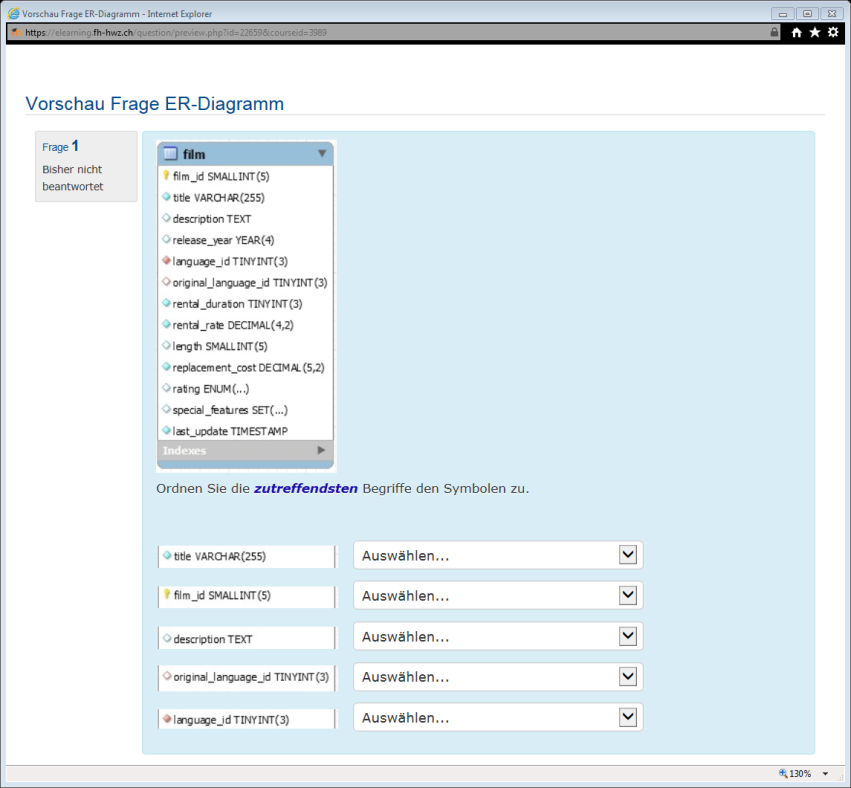 Vorschau Frage ER-Diagramm - Internet Explorer
https://elearning.fh-hwz.ch/question/preview.php?id=22659&courseid=3989
Vorschau Frage ER-Diagramm
Frage 1
Bisher nicht
beantwortet
film
film_id SMALLINT(5)
title VARCHAR(255)
description TEXT
release_year YEAR(4)
language_id TINYINT(3)
original_language_id TINYINT(3)
rental_duration TINYINT(3)
rental_rate DECIMAL(4,2)
length SMALLINT(5)
replacement_cost DECIMAL(5,2)
rating ENUM(...)
special_features SET(...)
last_update TIMESTAMP
Indexes
Ordnen Sie die zutreffendsten Begriffe den Symbolen zu.
title VARCHAR(255) Auswählen...
film_id SMALLINT(5) Auswählen...
description TEXT Auswählen...
original_language_id TINYINT(3) Auswählen...
language_id TINYINT(3) Auswählen...
130%